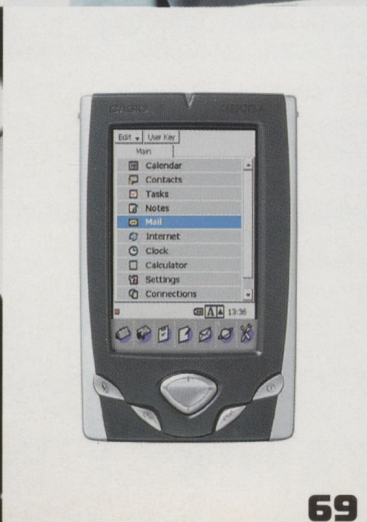 CASIO
Edit User Key
Main
Calendar
Contacts
Tasks
Notes
Mail
Internet
Clock
Calculator
Settings
Connections
A 13:36
69